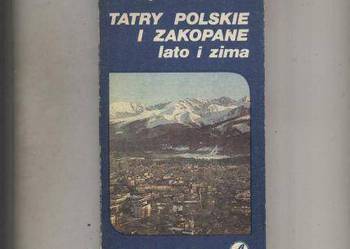 TATRY POLSKIE
I ZAKOPANE
lato i zima